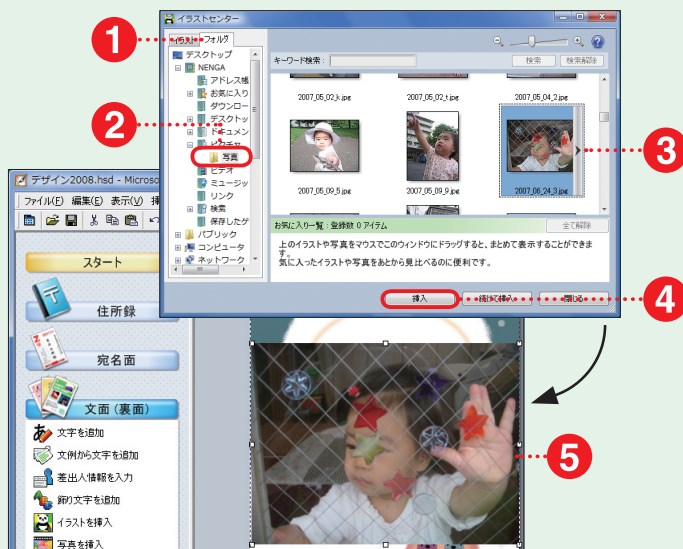 イラストセンター
1
イラスト フォルダ
デスクトップ
キーワード検索:
検索 検索解除
NENGA
アドレス帳
お気に入り
ダウンロー
2
デスクトッ
ドキュメン
ピクチャ
写真
ビデオ
ミュージッ
リンク
検索
保存したゲ
パブリック
コンピュータ
ネットワーク
2007_05_02_k.jpg 2007_05_02_t.jpg 2007_05_04_2.jpg
3
2007_05_09_5.jpg 2007_05_09_9.jpg 2007_06_24_3.jpg
お気に入り一覧:登録数 0 アイテム
全て解除
上のイラストや写真をマウスでこのウィンドウにドラッグすると、まとめて表示することができま
す。
気に入ったイラストや写真をあとから見比べるのに便利です。
挿入 続けて挿入 閉じる
4
デザイン2008.hsd - Microso
ファイル(F) 編集(E) 表示(V) 挿
スタート
住所録
宛名面
文面(裏面)
文字を追加
文例から文字を追加
差出人情報を入力
飾り文字を追加
イラストを挿入
写真を挿入
5